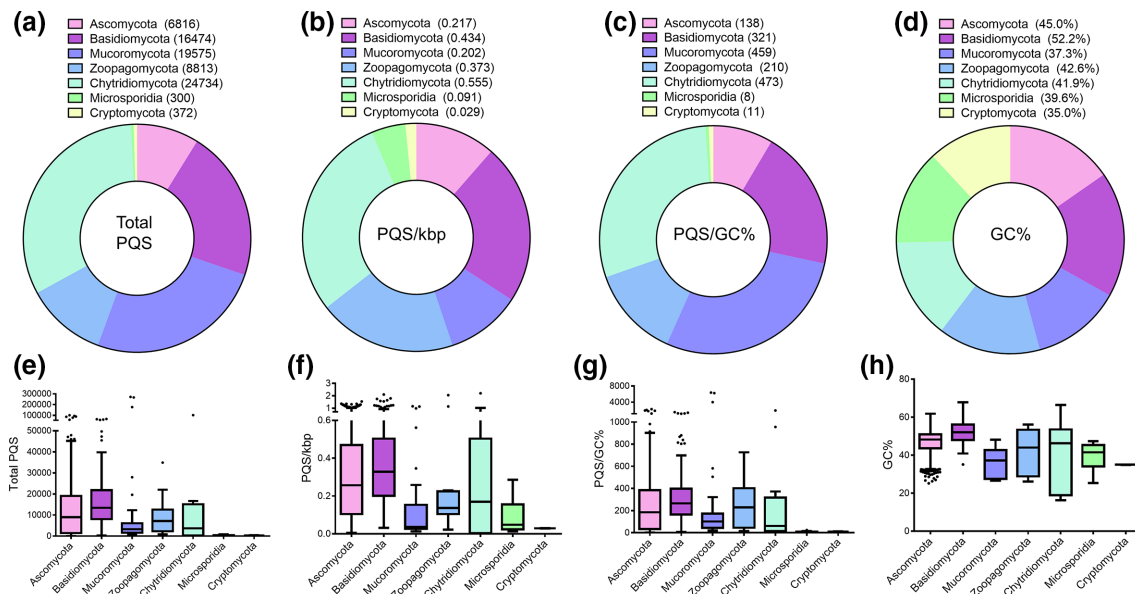 (a)
Ascomycota (6816)
Basidiomycota (16474)
Mucoromycota (19575)
Zoopagomycota (8813)
Chytridiomycota (24734)
Microsporidia (300)
Cryptomycota (372)
Total
PQS
(b)
Ascomycota (0.217)
Basidiomycota (0.434)
Mucoromycota (0.202)
Zoopagomycota (0.373)
Chytridiomycota (0.555)
Microsporidia (0.091)
Cryptomycota (0.029)
PQS/kbp
(c)
Ascomycota (138)
Basidiomycota (321)
Mucoromycota (459)
Zoopagomycota (210)
Chytridiomycota (473)
Microsporidia (8)
Cryptomycota (11)
PQS/GC%
(d)
Ascomycota (45.0%)
Basidiomycota (52.2%)
Mucoromycota (37.3%)
Zoopagomycota (42.6%)
Chytridiomycota (41.9%)
Microsporidia (39.6%)
Cryptomycota (35.0%)
GC%
(e)
Total PQS
300000
200000
100000
50000
40000
30000
20000
10000
0
Ascomycota
Basidiomycota
Mucoromycota
Zoopagomycota
Chytridiomycota
Microsporidia
Cryptomycota
(f)
PQS/kbp
3
2
1
0.6
0.4
0.2
0.0
Ascomycota
Basidiomycota
Mucoromycota
Zoopagomycota
Chytridiomycota
Microsporidia
Cryptomycota
(g)
PQS/GC%
8000
4000
1000
800
600
400
200
0
Ascomycota
Basidiomycota
Mucoromycota
Zoopagomycota
Chytridiomycota
Microsporidia
Cryptomycota
(h)
GC%
80
60
40
20
0
Ascomycota
Basidiomycota
Mucoromycota
Zoopagomycota
Chytridiomycota
Microsporidia
Cryptomycota